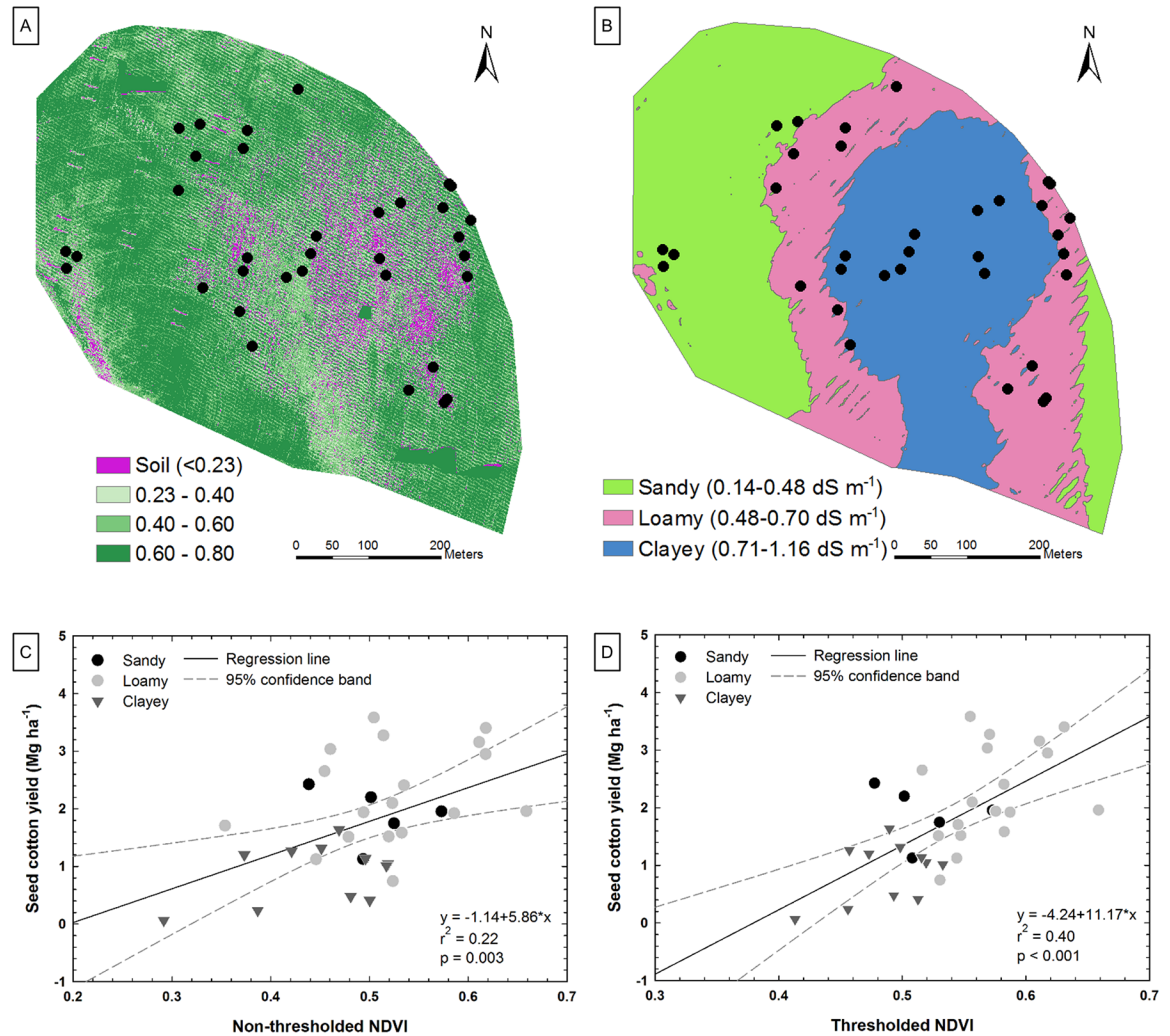 A
N
Soil (<0.23)
0.23 - 0.40
0.40 - 0.60
0.60 - 0.80
0 50 100 200
Meters
B
N
Sandy (0.14-0.48 dS m⁻¹)
Loamy (0.48-0.70 dS m⁻¹)
Clayey (0.71-1.16 dS m⁻¹)
0 50 100 200
Meters
C
Sandy
Loamy
Clayey
Regression line
95% confidence band
5
4
3
2
1
0
-1
Seed cotton yield (Mg ha⁻¹)
y = -1.14+5.86*x
r² = 0.22
p = 0.003
0.2 0.3 0.4 0.5 0.6 0.7
Non-thresholded NDVI
D
Sandy
Loamy
Clayey
Regression line
95% confidence band
5
4
3
2
1
0
-1
Seed cotton yield (Mg ha⁻¹)
y = -4.24+11.17*x
r² = 0.40
p < 0.001
0.3 0.4 0.5 0.6 0.7
Thresholded NDVI